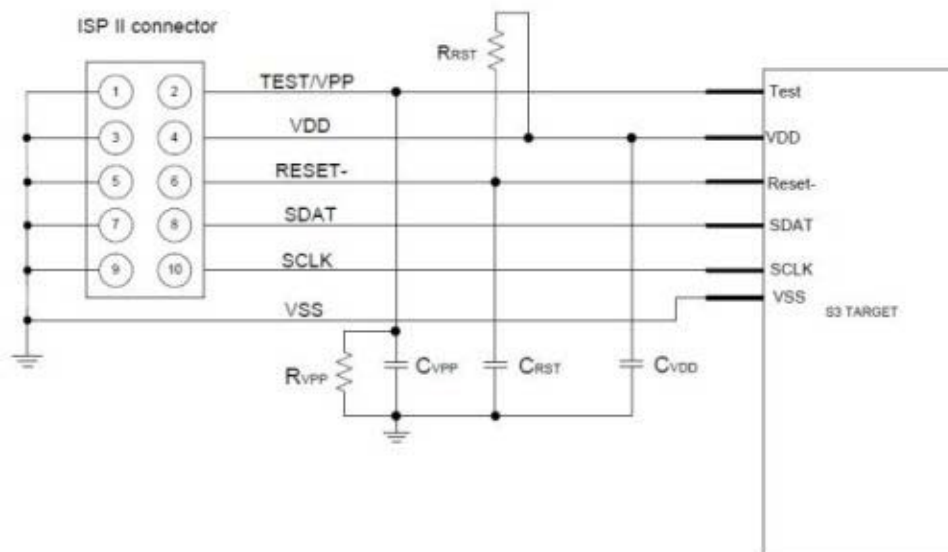 ISP II connector
RRST
1 2 TEST/VPP Test
3 4 VDD VDD
5 6 RESET- Reset-
7 8 SDAT SDAT
9 10 SCLK SCLK
VSS VSS
S3 TARGET
RVPP CVPP CRST CVDD